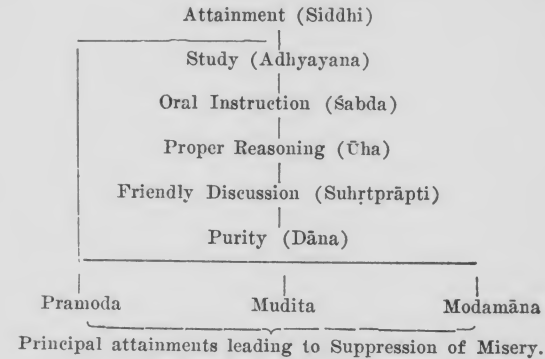 Attainment (Siddhi)
Study (Adhyayana)
Oral Instruction (Śabda)
Proper Reasoning (Ūha)
Friendly Discussion (Suhṛtprāpti)
Purity (Dāna)
Pramoda Mudita Modamāna
Principal attainments leading to Suppression of Misery.